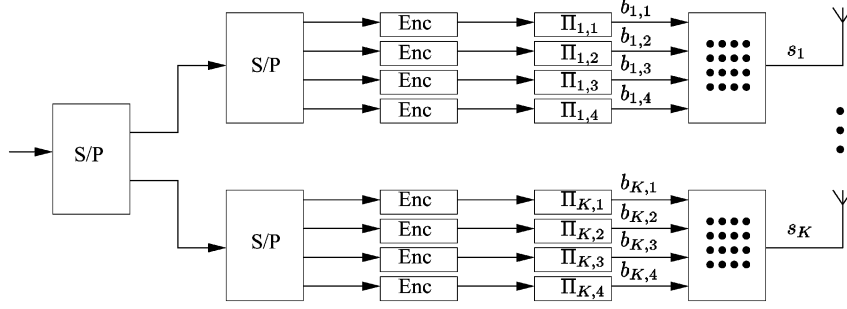 S/P
S/P
Enc
Π1,1
b1,1
Enc
Π1,2
b1,2
Enc
Π1,3
b1,3
Enc
Π1,4
b1,4
s1
S/P
Enc
ΠK,1
bK,1
Enc
ΠK,2
bK,2
Enc
ΠK,3
bK,3
Enc
ΠK,4
bK,4
sK